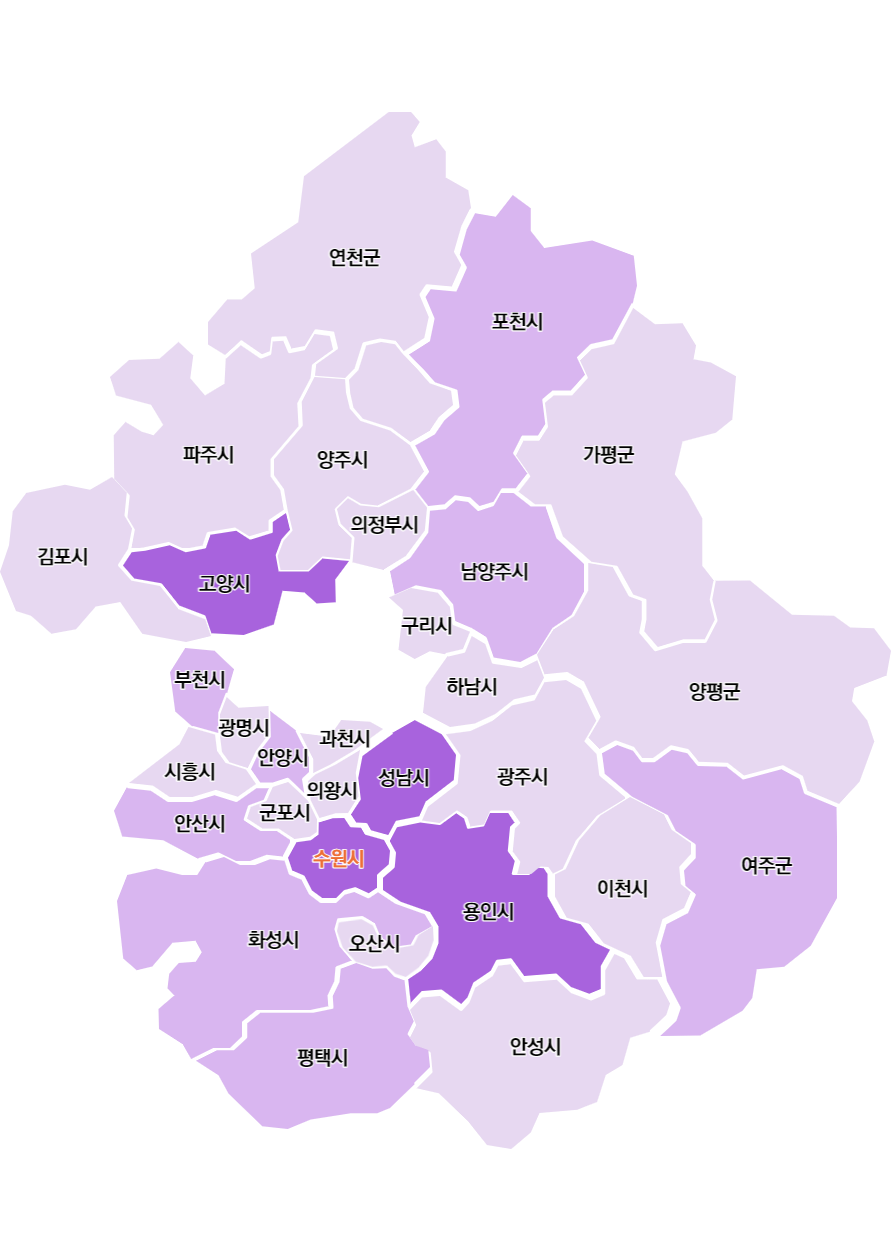 연천군
포천시
파주시
양주시
가평군
의정부시
김포시
고양시
남양주시
구리시
부천시
하남시
양평군
광명시
과천시
안양시
시흥시
성남시
광주시
의왕시
군포시
안산시
수원시
여주군
이천시
용인시
화성시
오산시
안성시
평택시